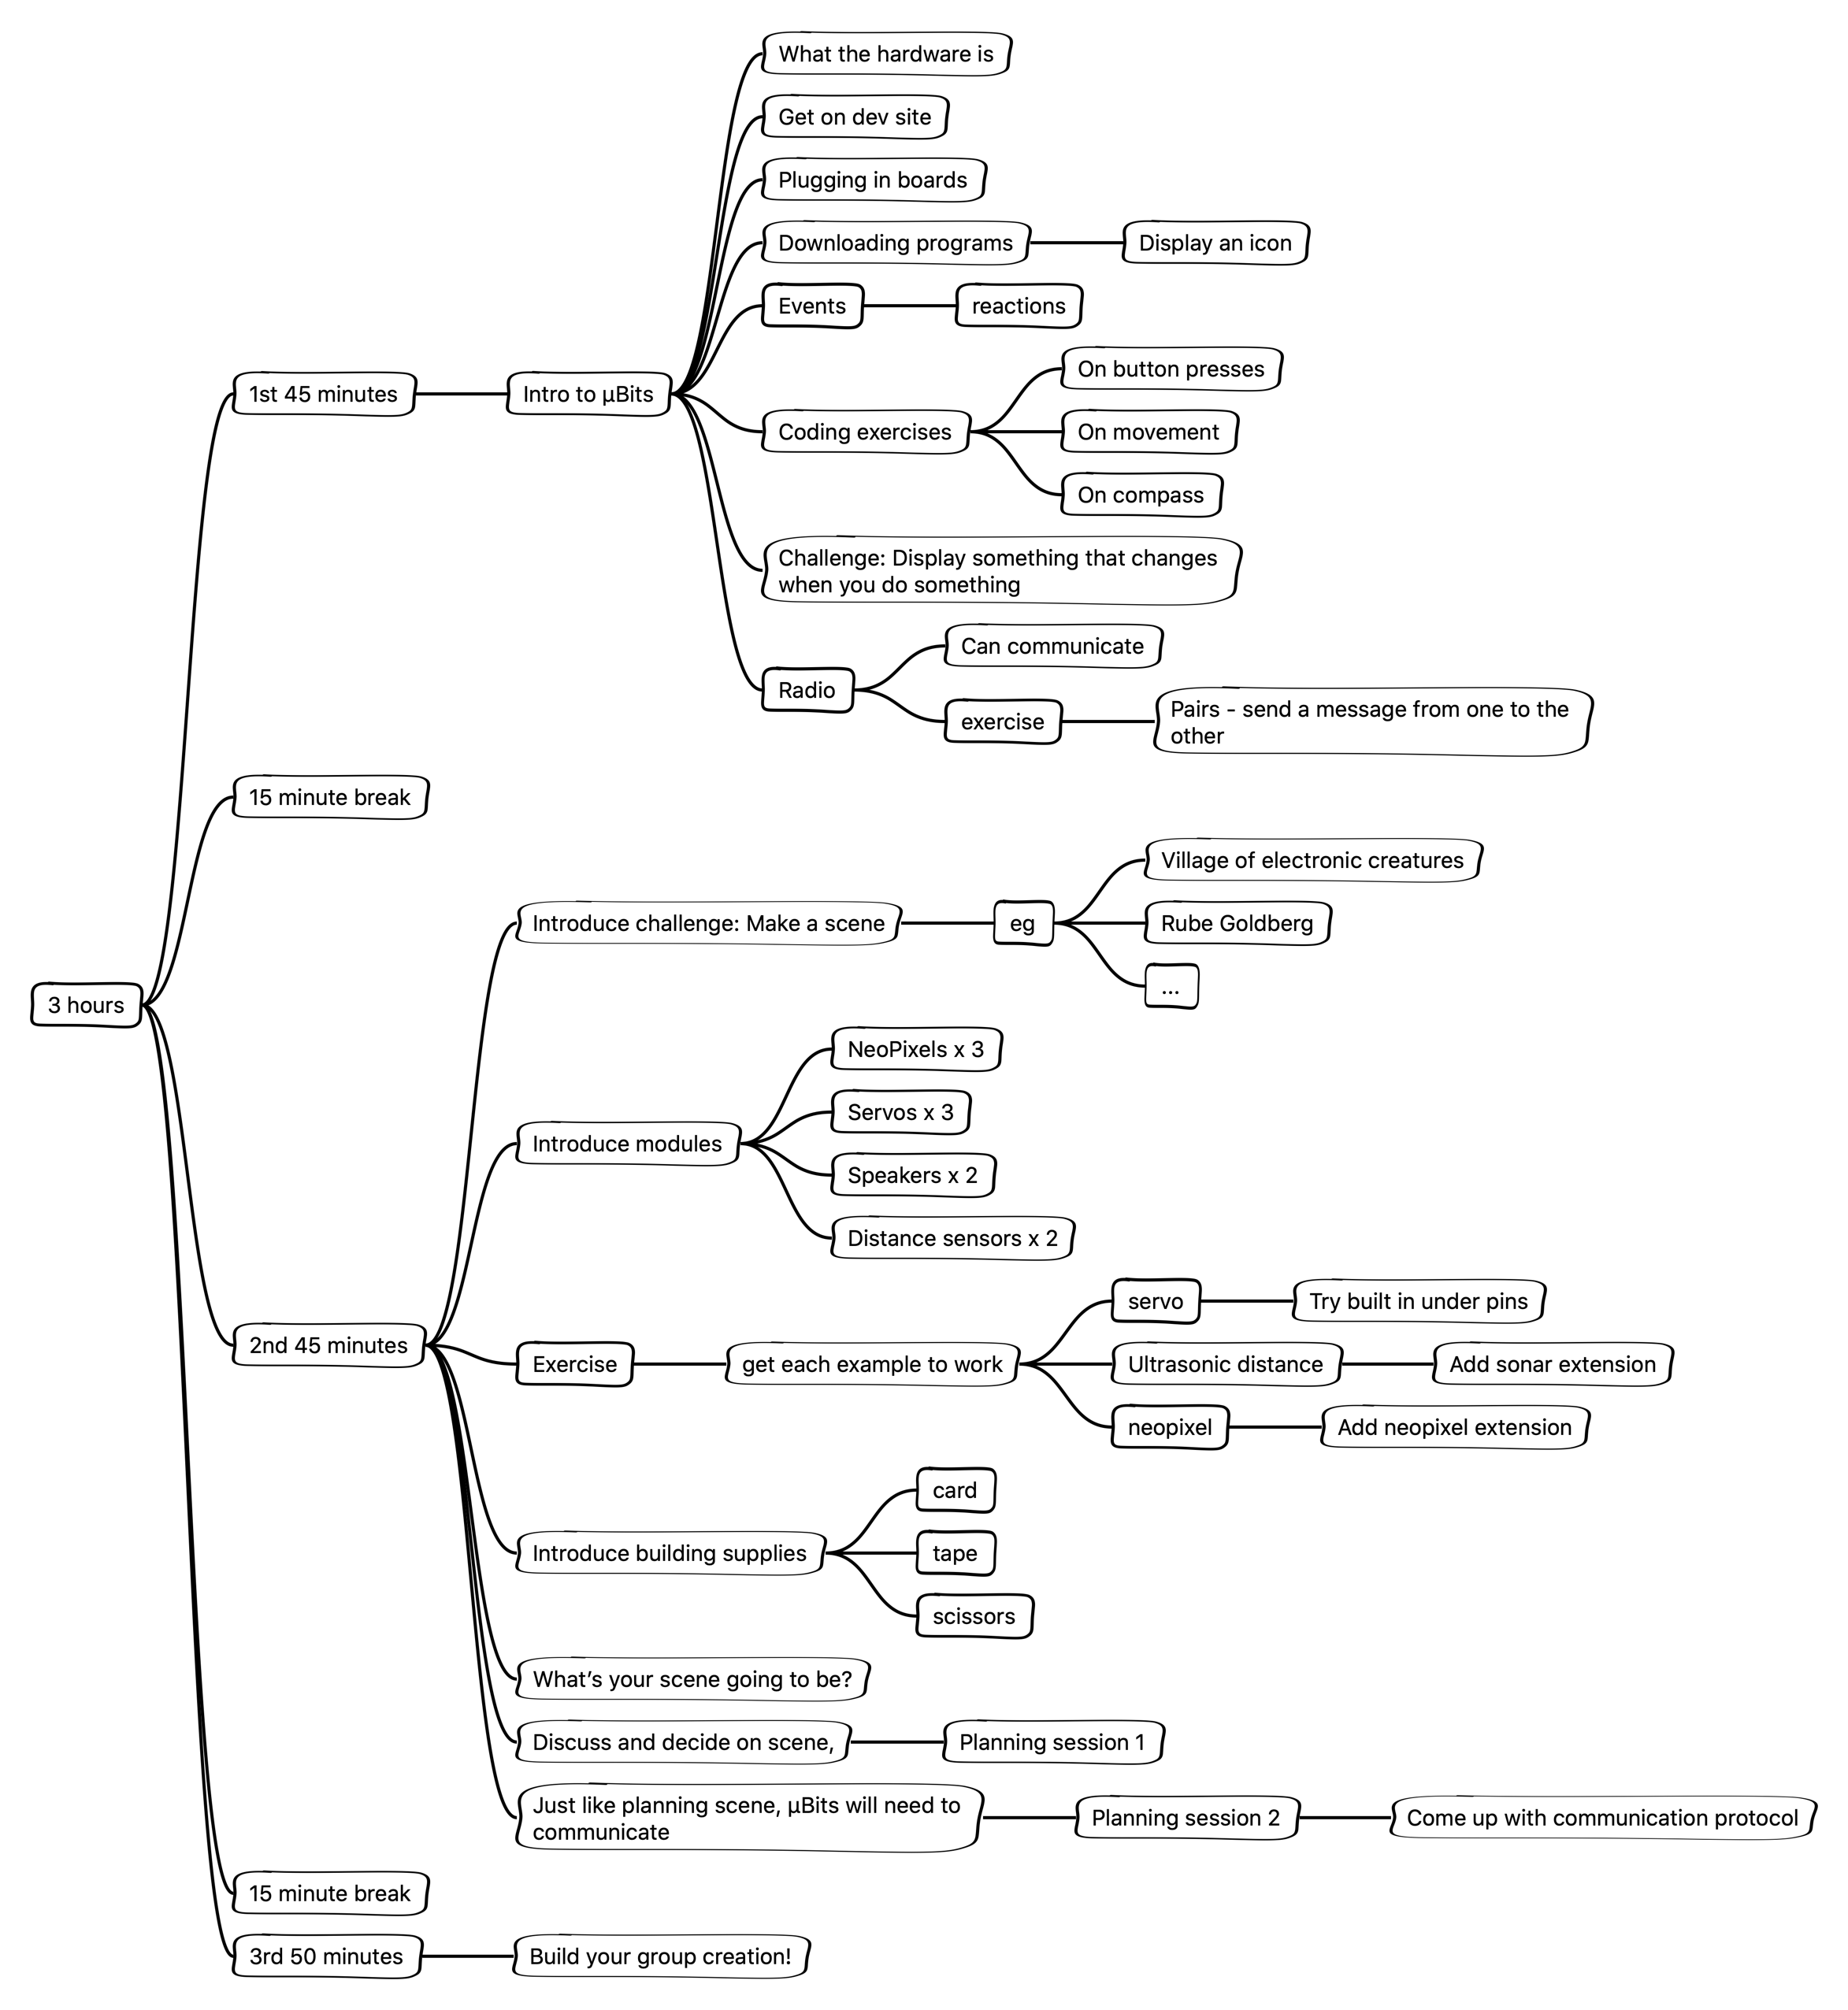 3 hours
1st 45 minutes
Intro to µBits
What the hardware is
Get on dev site
Plugging in boards
Downloading programs
Display an icon
Events
reactions
Coding exercises
On button presses
On movement
On compass
Challenge: Display something that changes
when you do something
Radio
Can communicate
exercise
Pairs - send a message from one to the
other
15 minute break
2nd 45 minutes
Introduce challenge: Make a scene
eg
Village of electronic creatures
Rube Goldberg
...
Introduce modules
NeoPixels x 3
Servos x 3
Speakers x 2
Distance sensors x 2
Exercise
get each example to work
servo
Try built in under pins
Ultrasonic distance
Add sonar extension
neopixel
Add neopixel extension
Introduce building supplies
card
tape
scissors
What’s your scene going to be?
Discuss and decide on scene,
Planning session 1
Just like planning scene, µBits will need to
communicate
Planning session 2
Come up with communication protocol
15 minute break
3rd 50 minutes
Build your group creation!